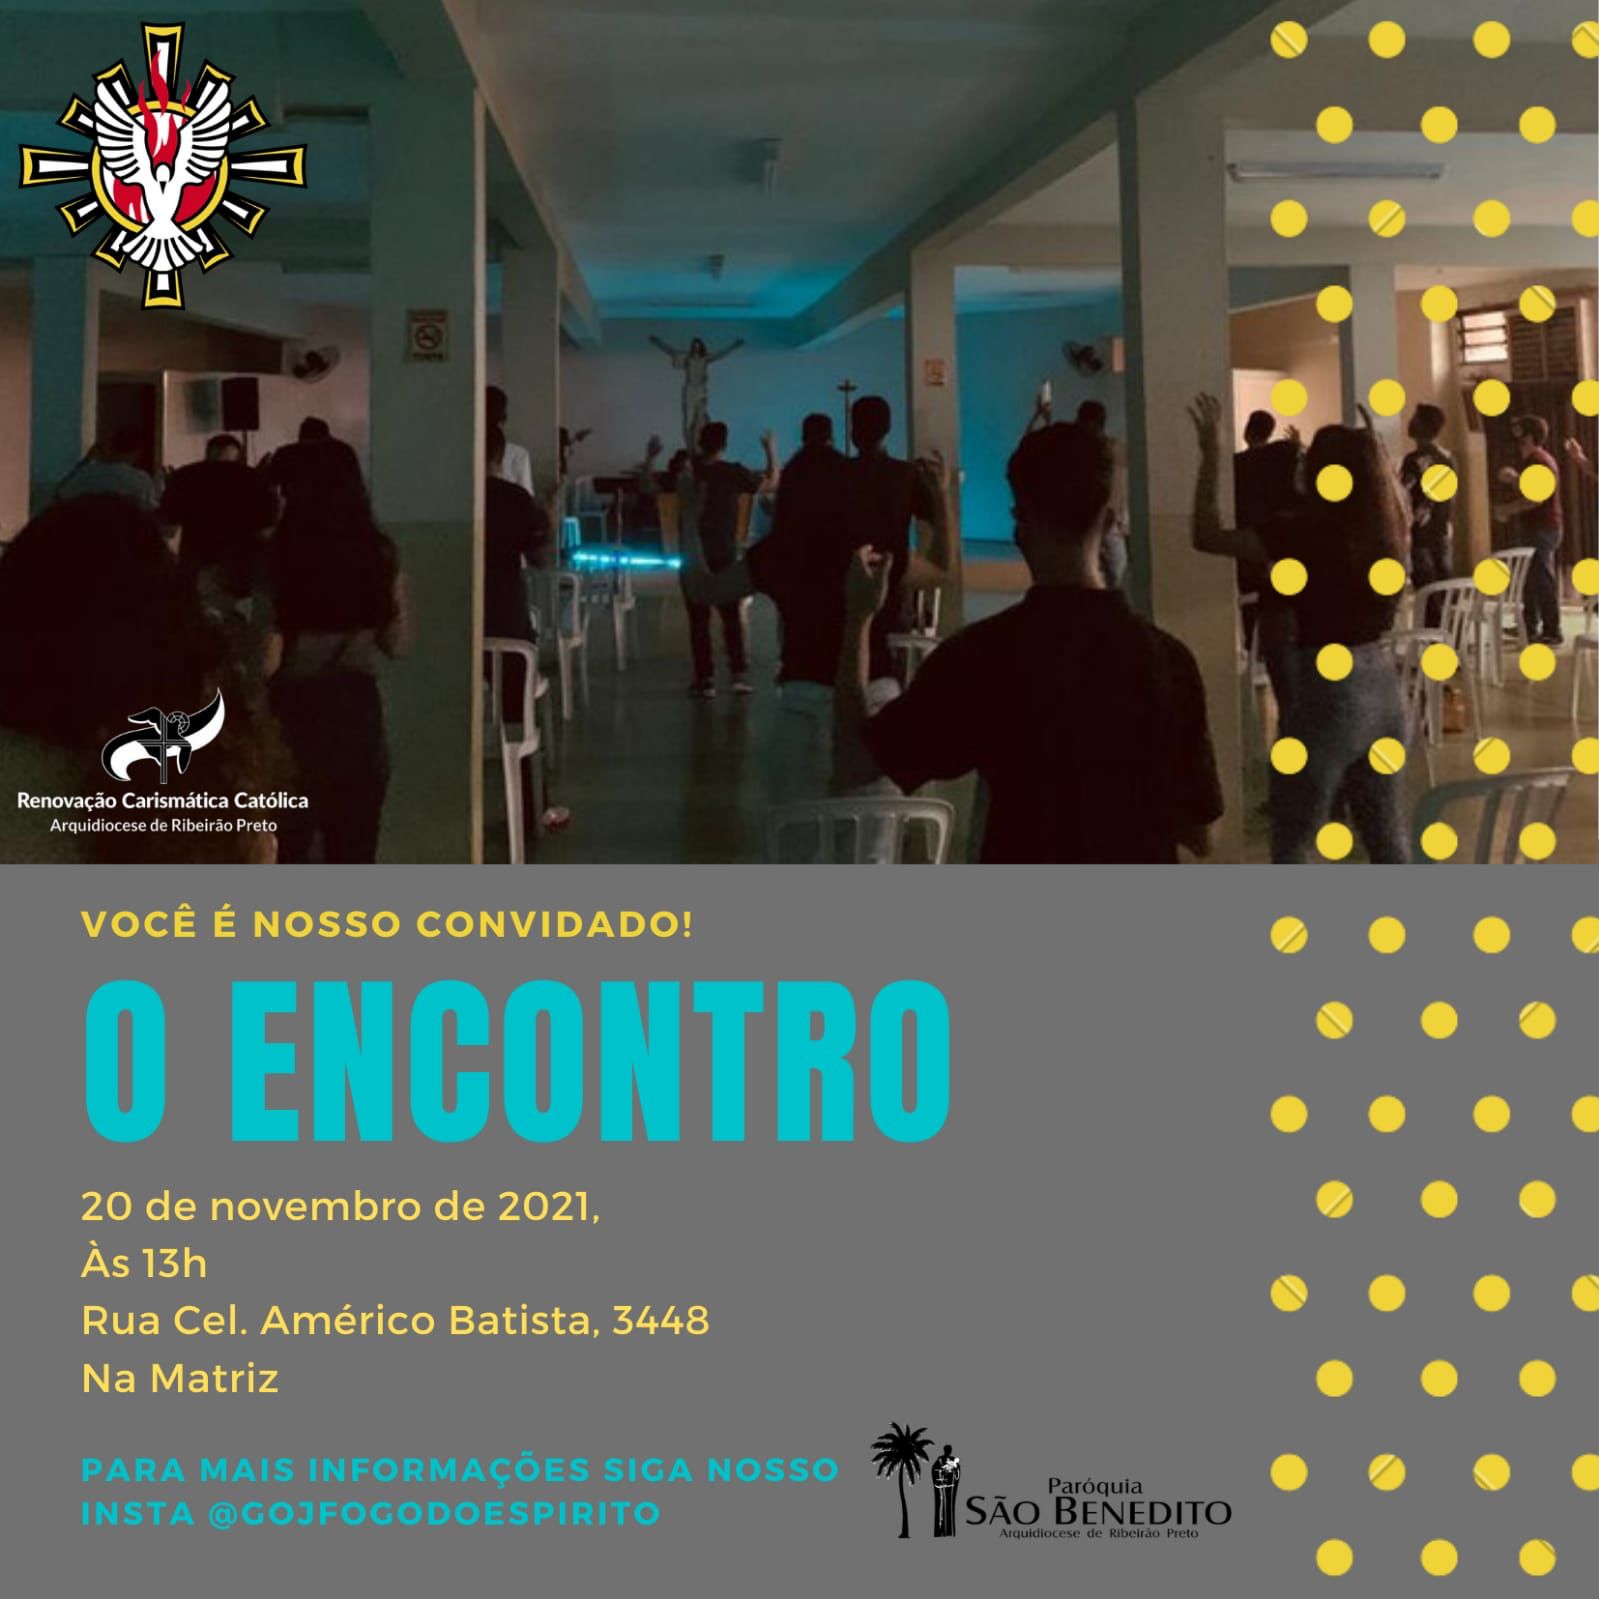 Renovação Carismática Católica
Arquidiocese de Ribeirão Preto
VOCÊ É NOSSO CONVIDADO!
O ENCONTRO
20 de novembro de 2021,
Às 13h
Rua Cel. Américo Batista, 3448
Na Matriz
PARA MAIS INFORMAÇÕES SIGA NOSSO
INSTA @GOJFOGODOESPIRITO
Paróquia
SÃO BENEDITO
Arquidiocese de Ribeirão Preto